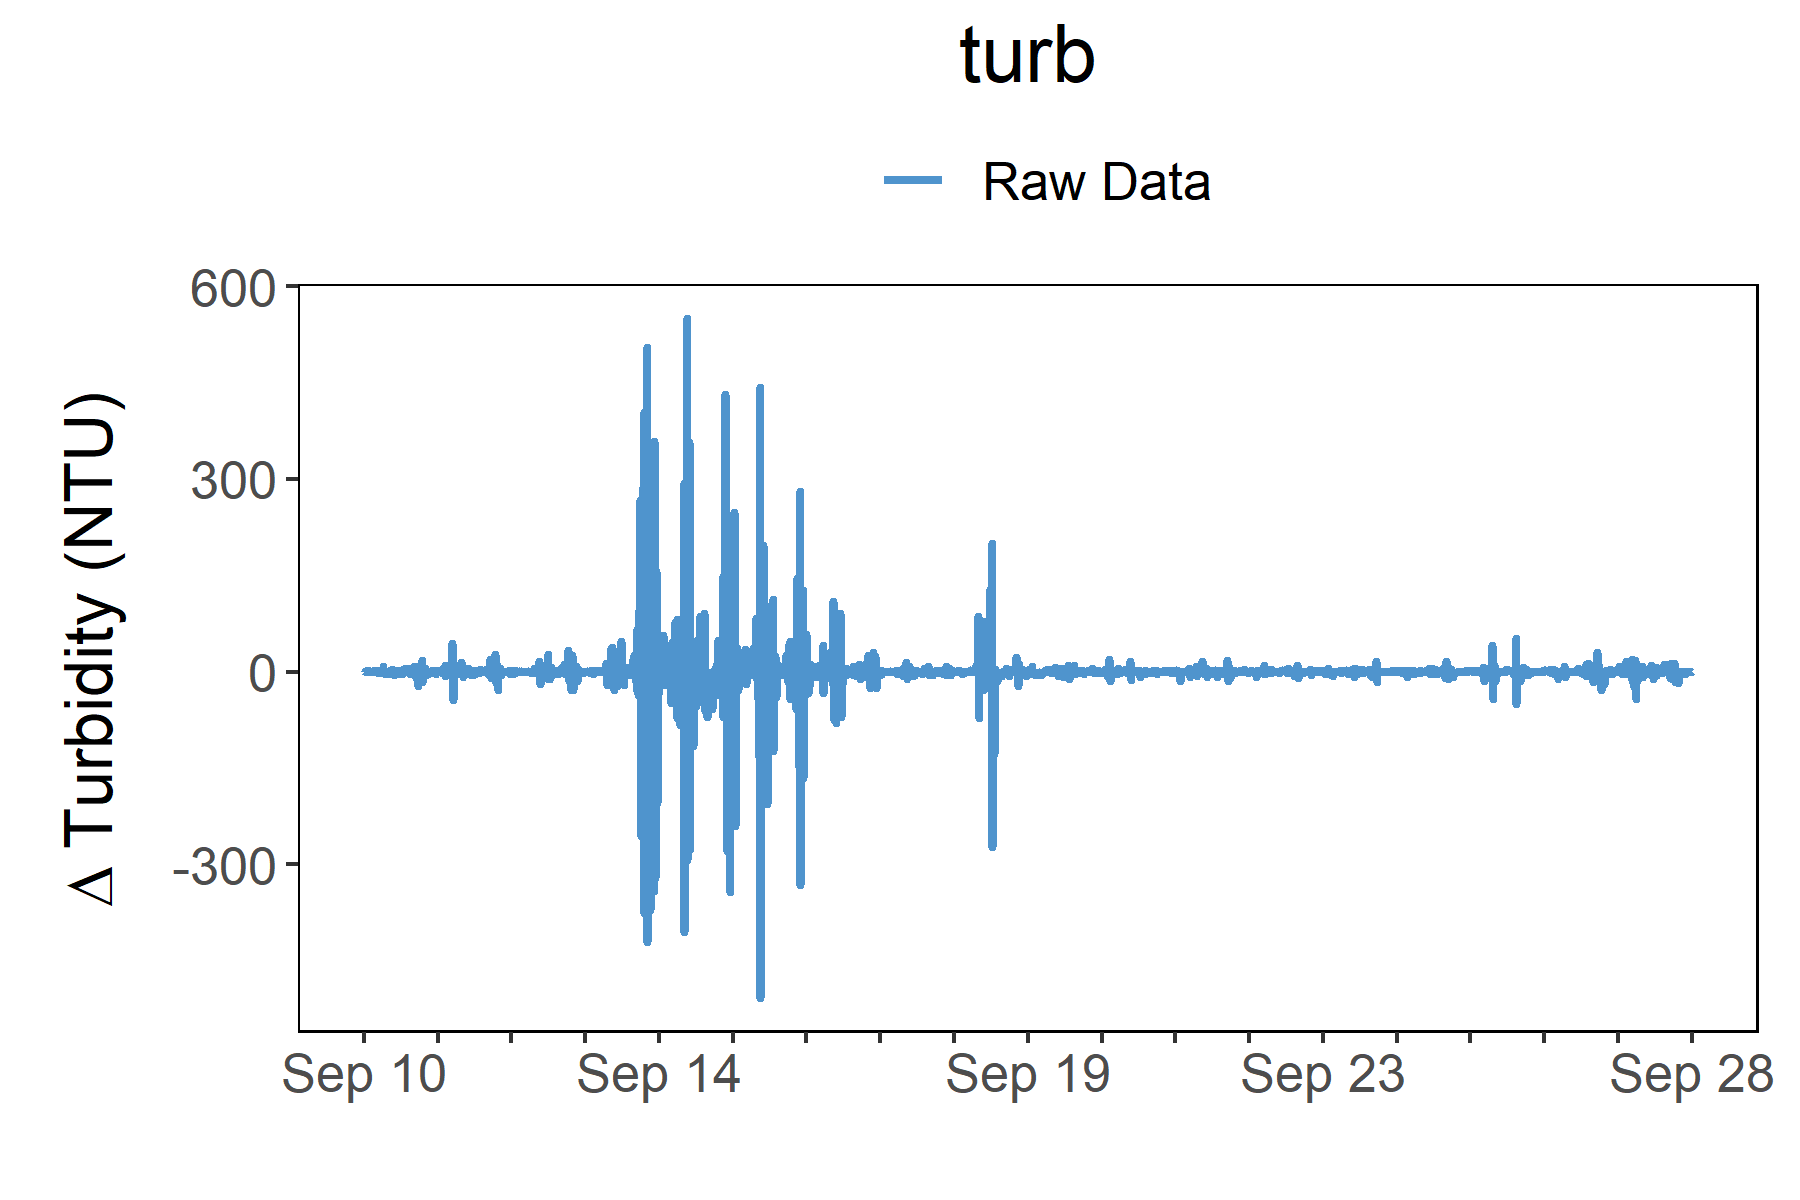 turb
Raw Data
Δ Turbidity (NTU)
600
300
0
-300
Sep 10
Sep 14
Sep 19
Sep 23
Sep 28